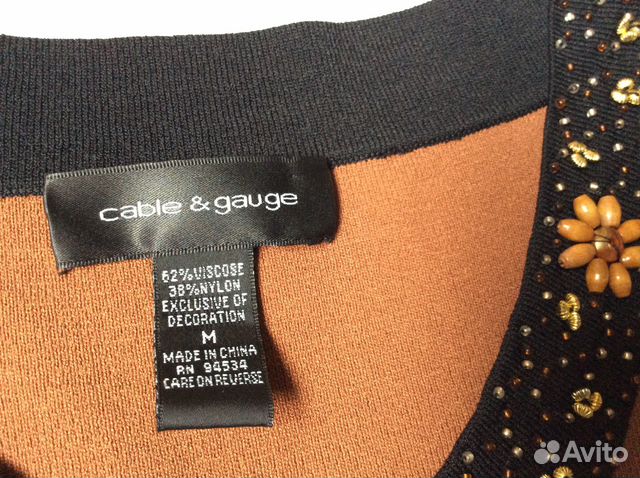 cable & gauge
62%VISCOSE
38%NYLON
EXCLUSIVE OF
DECORATION
M
MADE IN CHINA
RN 94534
CARE ON REVERSE
Avito